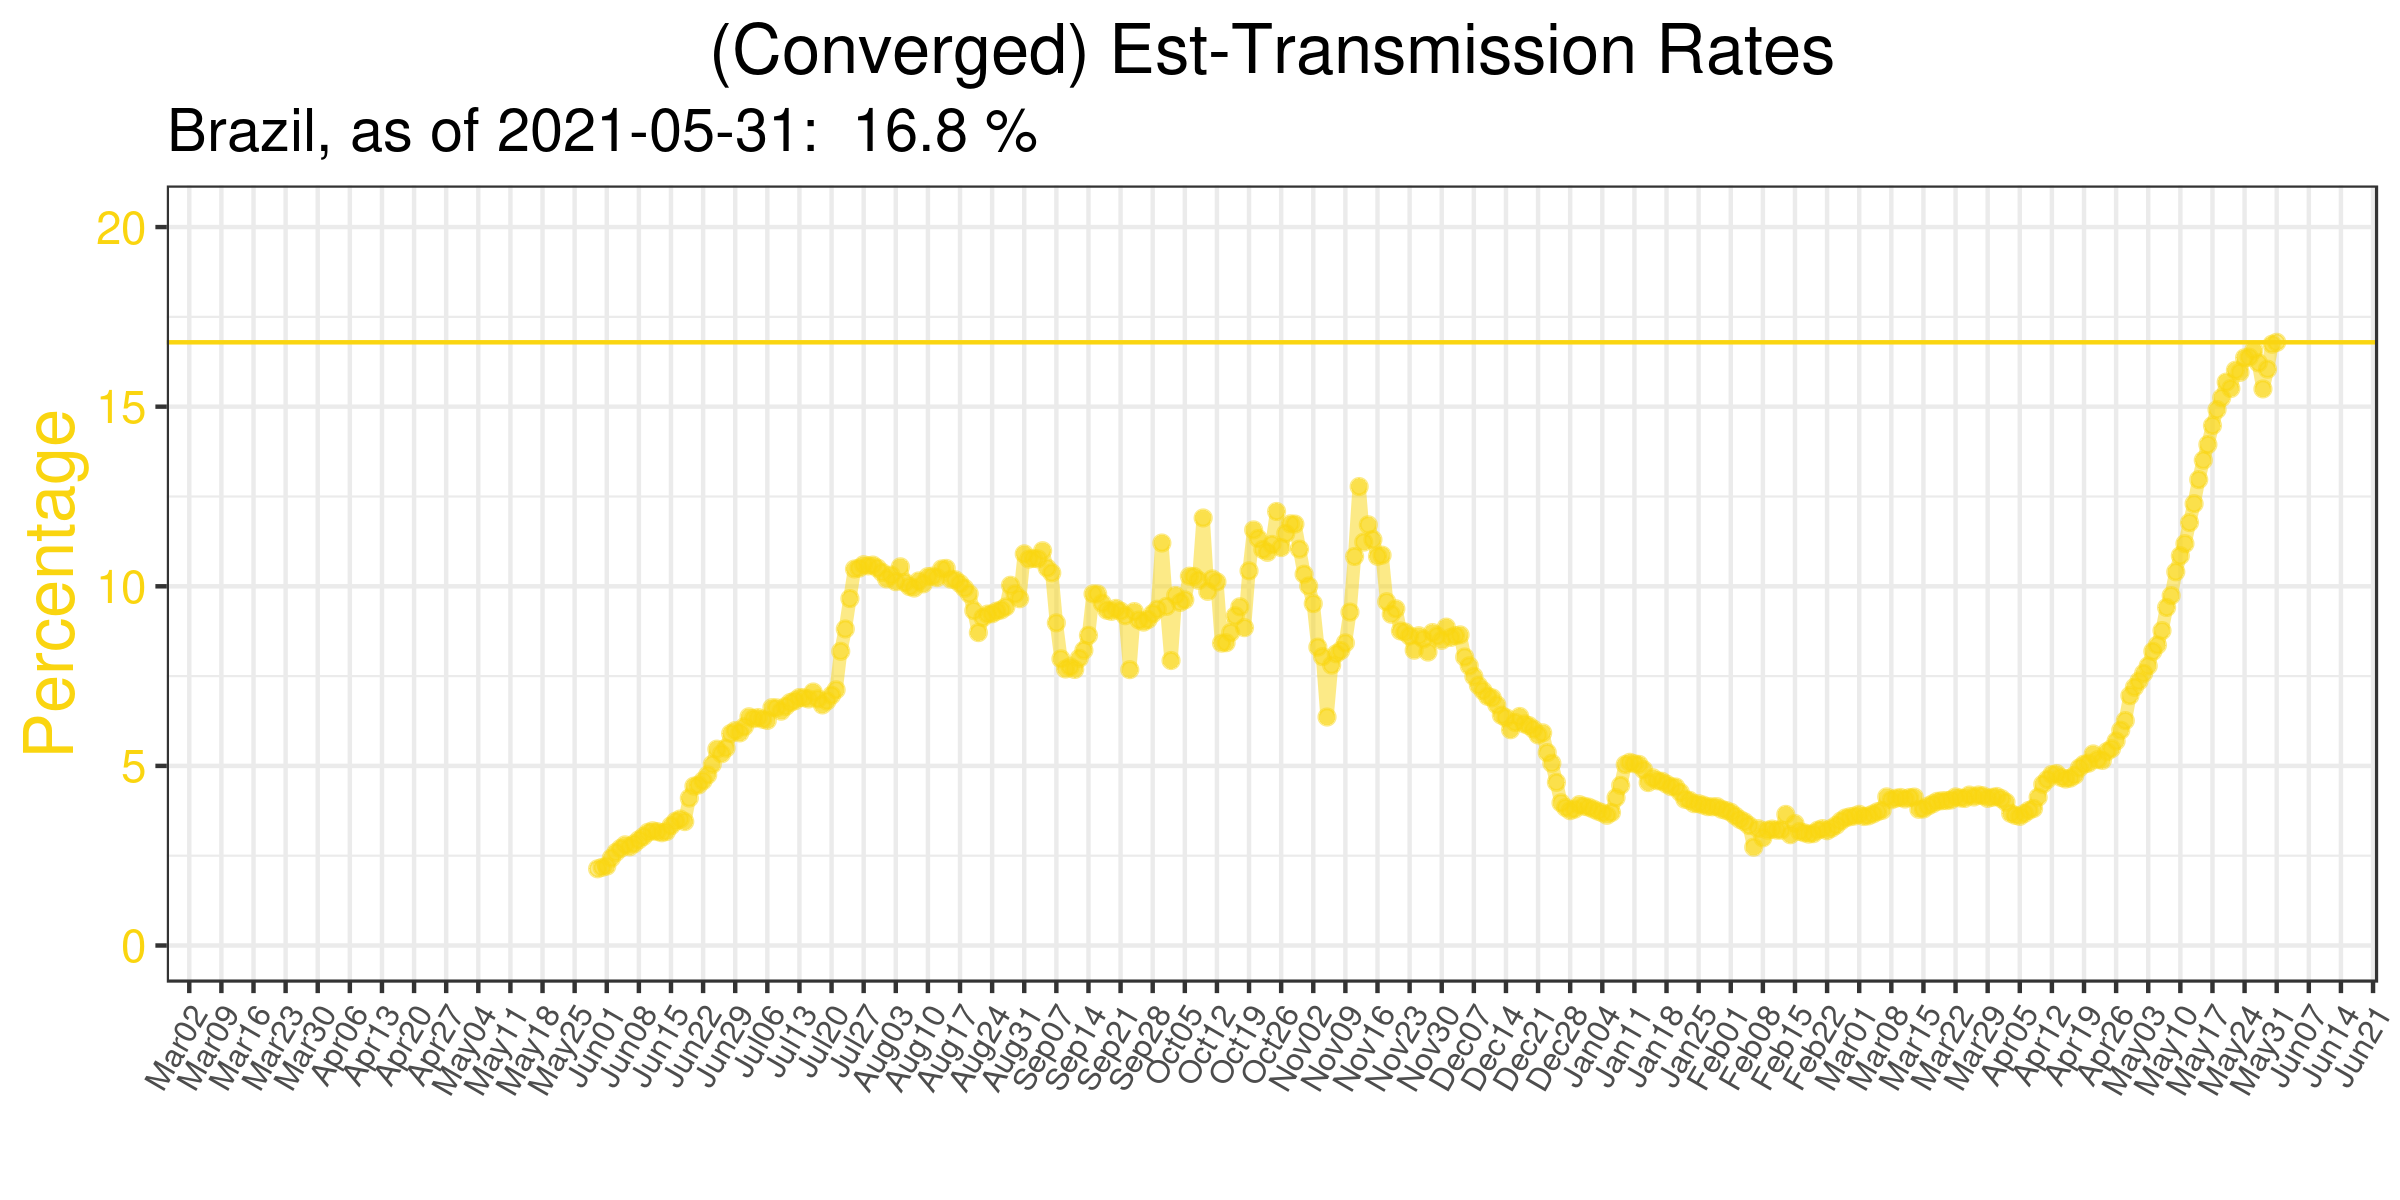 (Converged) Est-Transmission Rates
Brazil, as of 2021-05-31:  16.8 %
Percentage
20
15
10
5
0
Mar02
Mar09
Mar16
Mar23
Mar30
Apr06
Apr13
Apr20
Apr27
May04
May11
May18
May25
Jun01
Jun08
Jun15
Jun22
Jun29
Jul06
Jul13
Jul20
Jul27
Aug03
Aug10
Aug17
Aug24
Aug31
Sep07
Sep14
Sep21
Sep28
Oct05
Oct12
Oct19
Oct26
Nov02
Nov09
Nov16
Nov23
Nov30
Dec07
Dec14
Dec21
Dec28
Jan04
Jan11
Jan18
Jan25
Feb01
Feb08
Feb15
Feb22
Mar01
Mar08
Mar15
Mar22
Mar29
Apr05
Apr12
Apr19
Apr26
May03
May10
May17
May24
May31
Jun07
Jun14
Jun21